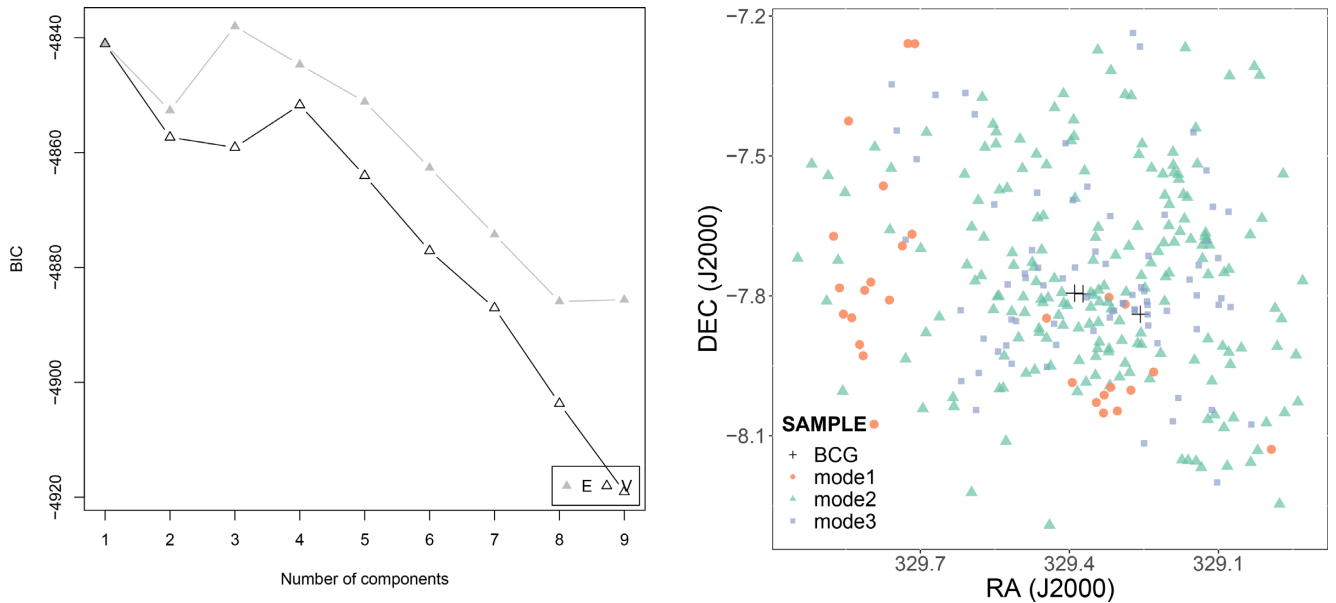 BIC
-4840
-4860
-4880
-4900
-4920
1 2 3 4 5 6 7 8 9
Number of components
E V
DEC (J2000)
−7.2
−7.5
−7.8
−8.1
SAMPLE
BCG
mode1
mode2
mode3
329.7 329.4 329.1
RA (J2000)